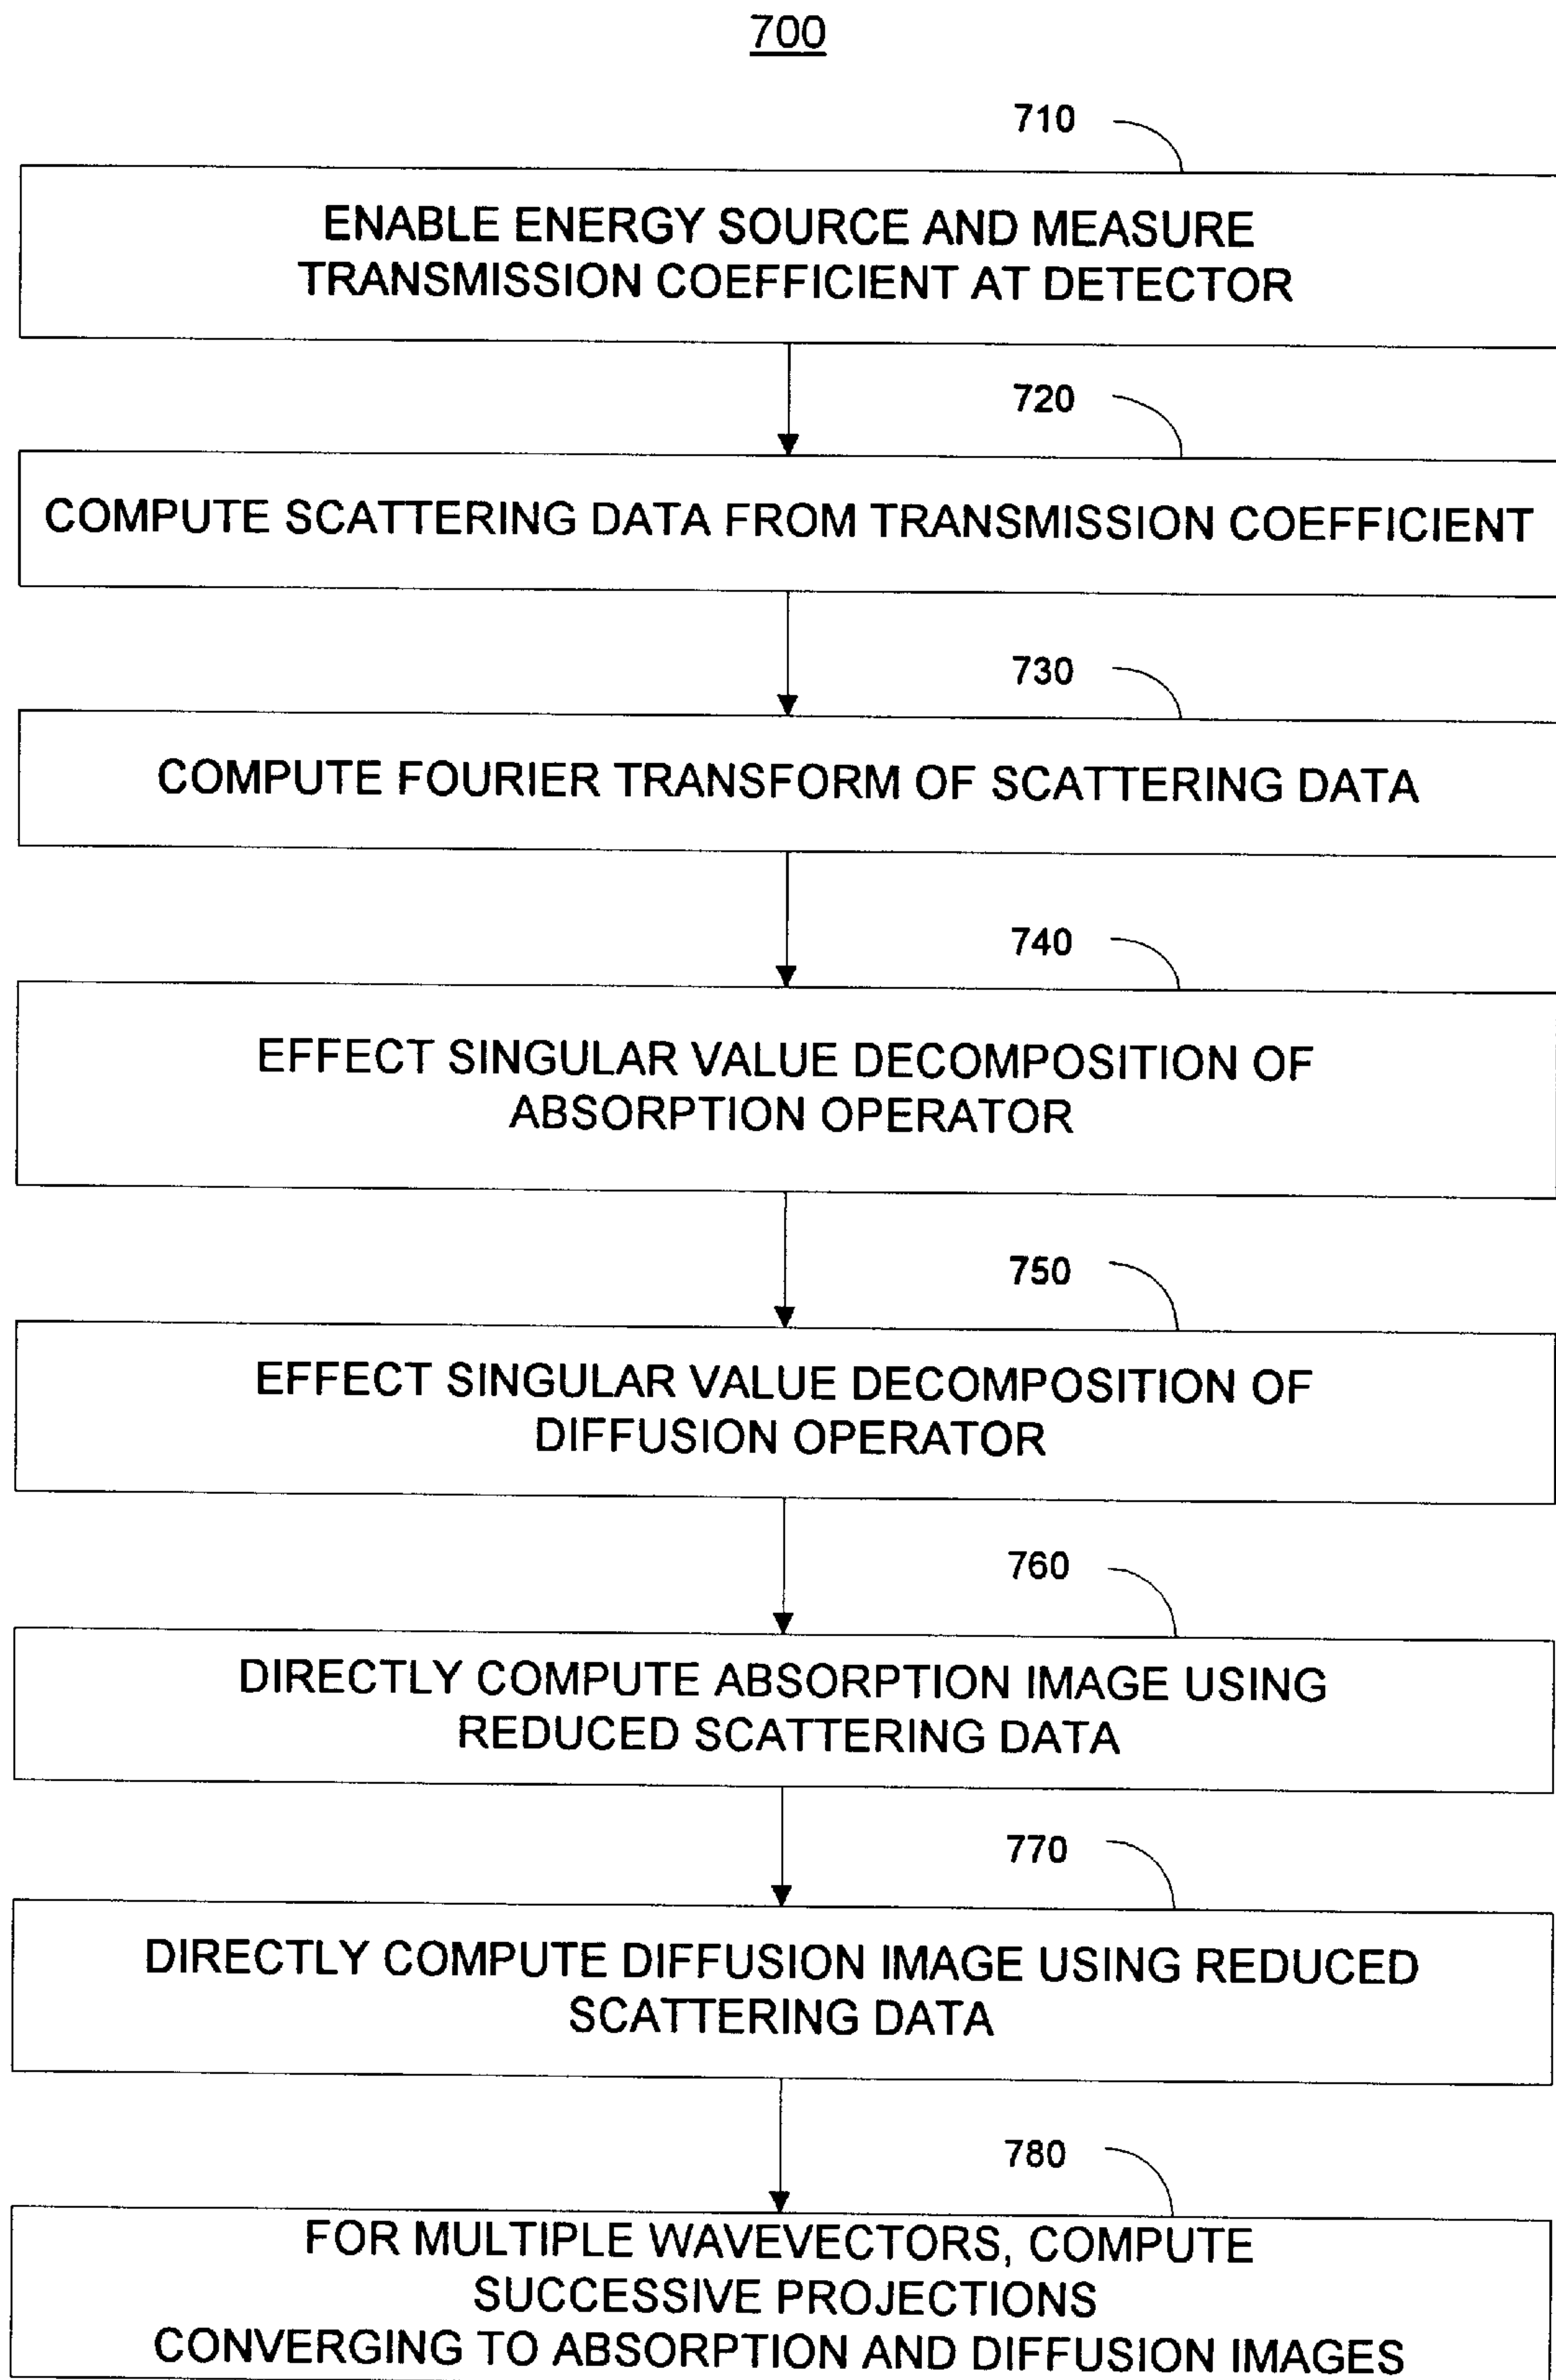 700
710
ENABLE ENERGY SOURCE AND MEASURE
TRANSMISSION COEFFICIENT AT DETECTOR
720
COMPUTE SCATTERING DATA FROM TRANSMISSION COEFFICIENT
730
COMPUTE FOURIER TRANSFORM OF SCATTERING DATA
740
EFFECT SINGULAR VALUE DECOMPOSITION OF
ABSORPTION OPERATOR
750
EFFECT SINGULAR VALUE DECOMPOSITION OF
DIFFUSION OPERATOR
760
DIRECTLY COMPUTE ABSORPTION IMAGE USING
REDUCED SCATTERING DATA
770
DIRECTLY COMPUTE DIFFUSION IMAGE USING REDUCED
SCATTERING DATA
780
FOR MULTIPLE WAVEVECTORS, COMPUTE
SUCCESSIVE PROJECTIONS
CONVERGING TO ABSORPTION AND DIFFUSION IMAGES